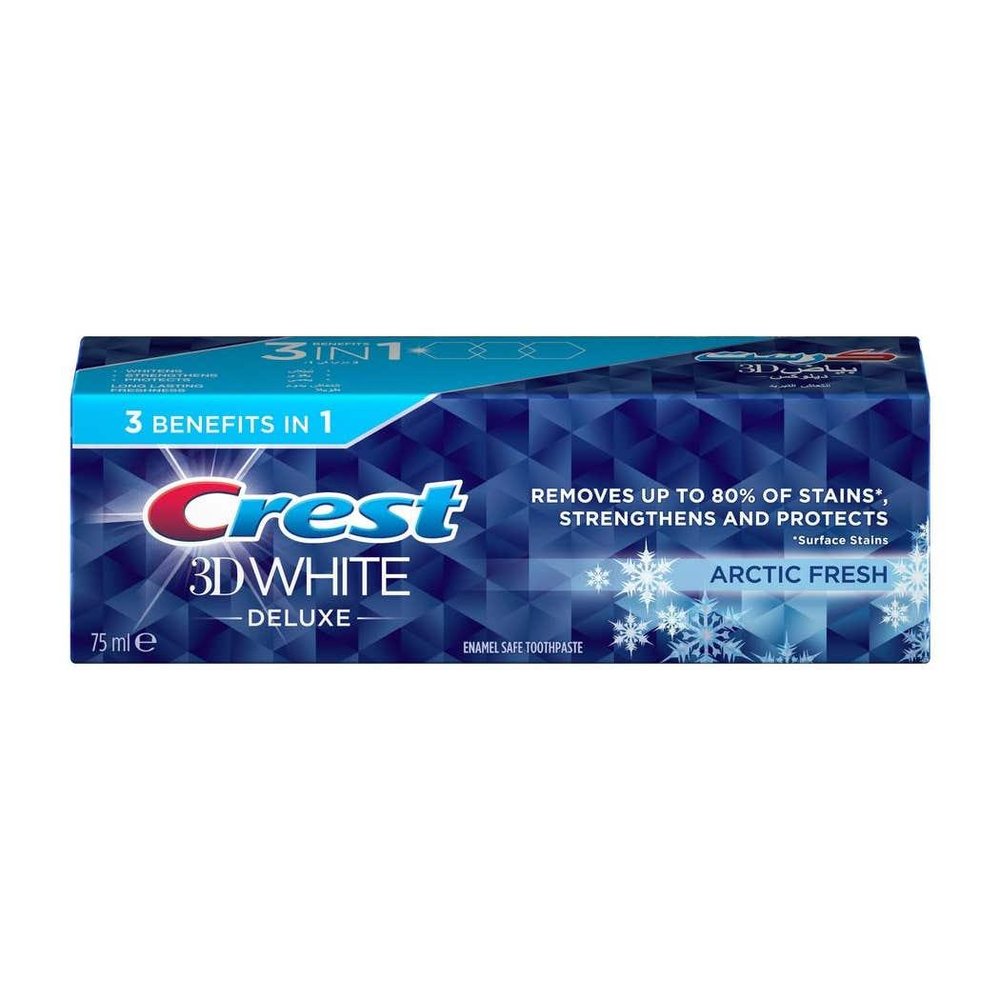 3 BENEFITS IN 1
· WHITENS
· STRENGTHENS
· PROTECTS
LONG LASTING
FRESHNESS
كرست
3D بياض
ديلوكس
3 BENEFITS IN 1
Crest
3D WHITE
DELUXE
75 ml e
REMOVES UP TO 80% OF STAINS*,
STRENGTHENS AND PROTECTS
*Surface Stains
ARCTIC FRESH
ENAMEL SAFE TOOTHPASTE